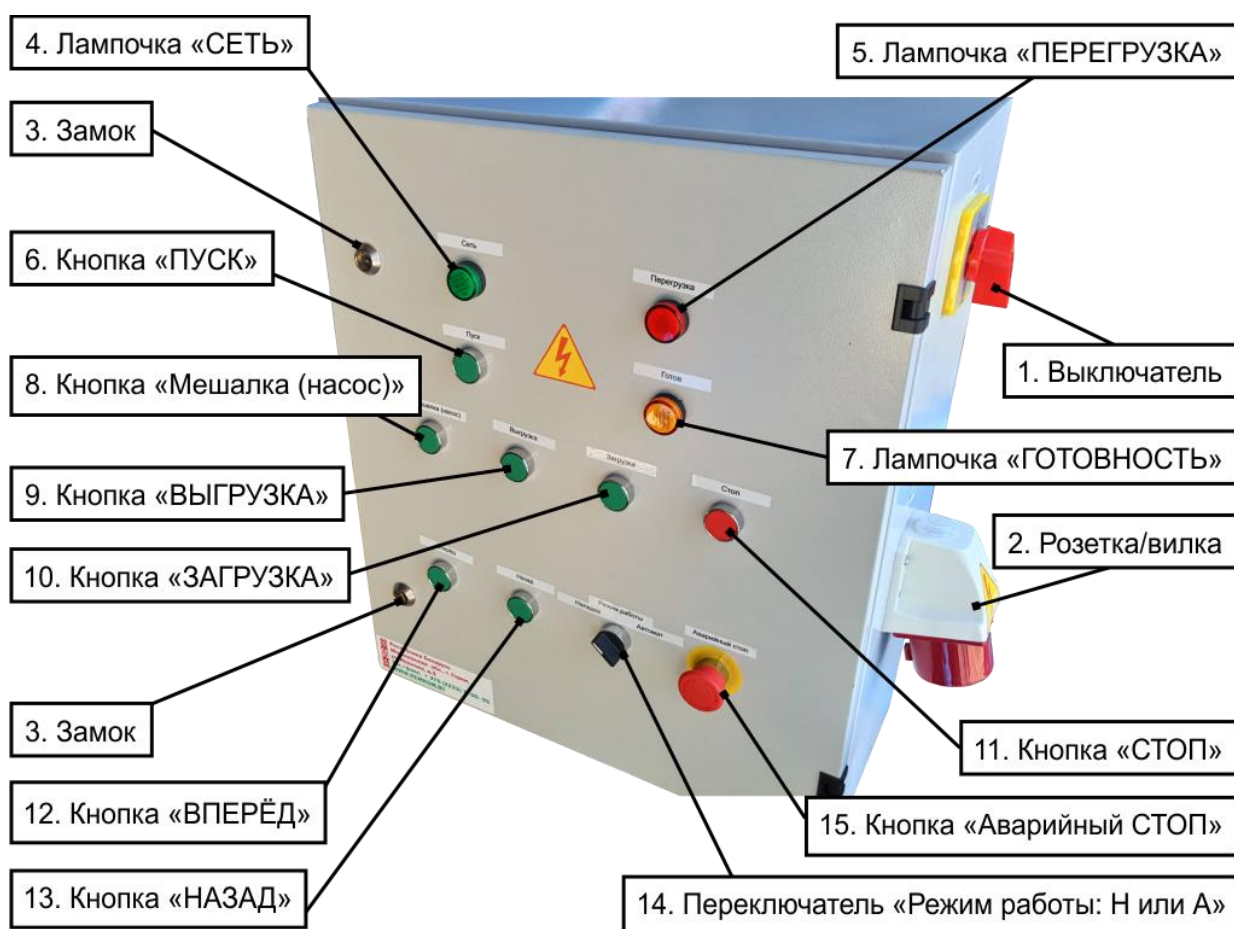 4. Лампочка «СЕТЬ»
5. Лампочка «ПЕРЕГРУЗКА»
3. Замок
6. Кнопка «ПУСК»
8. Кнопка «Мешалка (насос)»
1. Выключатель
9. Кнопка «ВЫГРУЗКА»
7. Лампочка «ГОТОВНОСТЬ»
10. Кнопка «ЗАГРУЗКА»
2. Розетка/вилка
3. Замок
11. Кнопка «СТОП»
12. Кнопка «ВПЕРЁД»
15. Кнопка «Аварийный СТОП»
13. Кнопка «НАЗАД»
14. Переключатель «Режим работы: Н или А»
Сеть
Перегрузка
Пуск
Готов
(насос)
Выгрузка
Загрузка
Стоп
Назад
Режим работы
Наладка
Автомат
Аварийный стоп